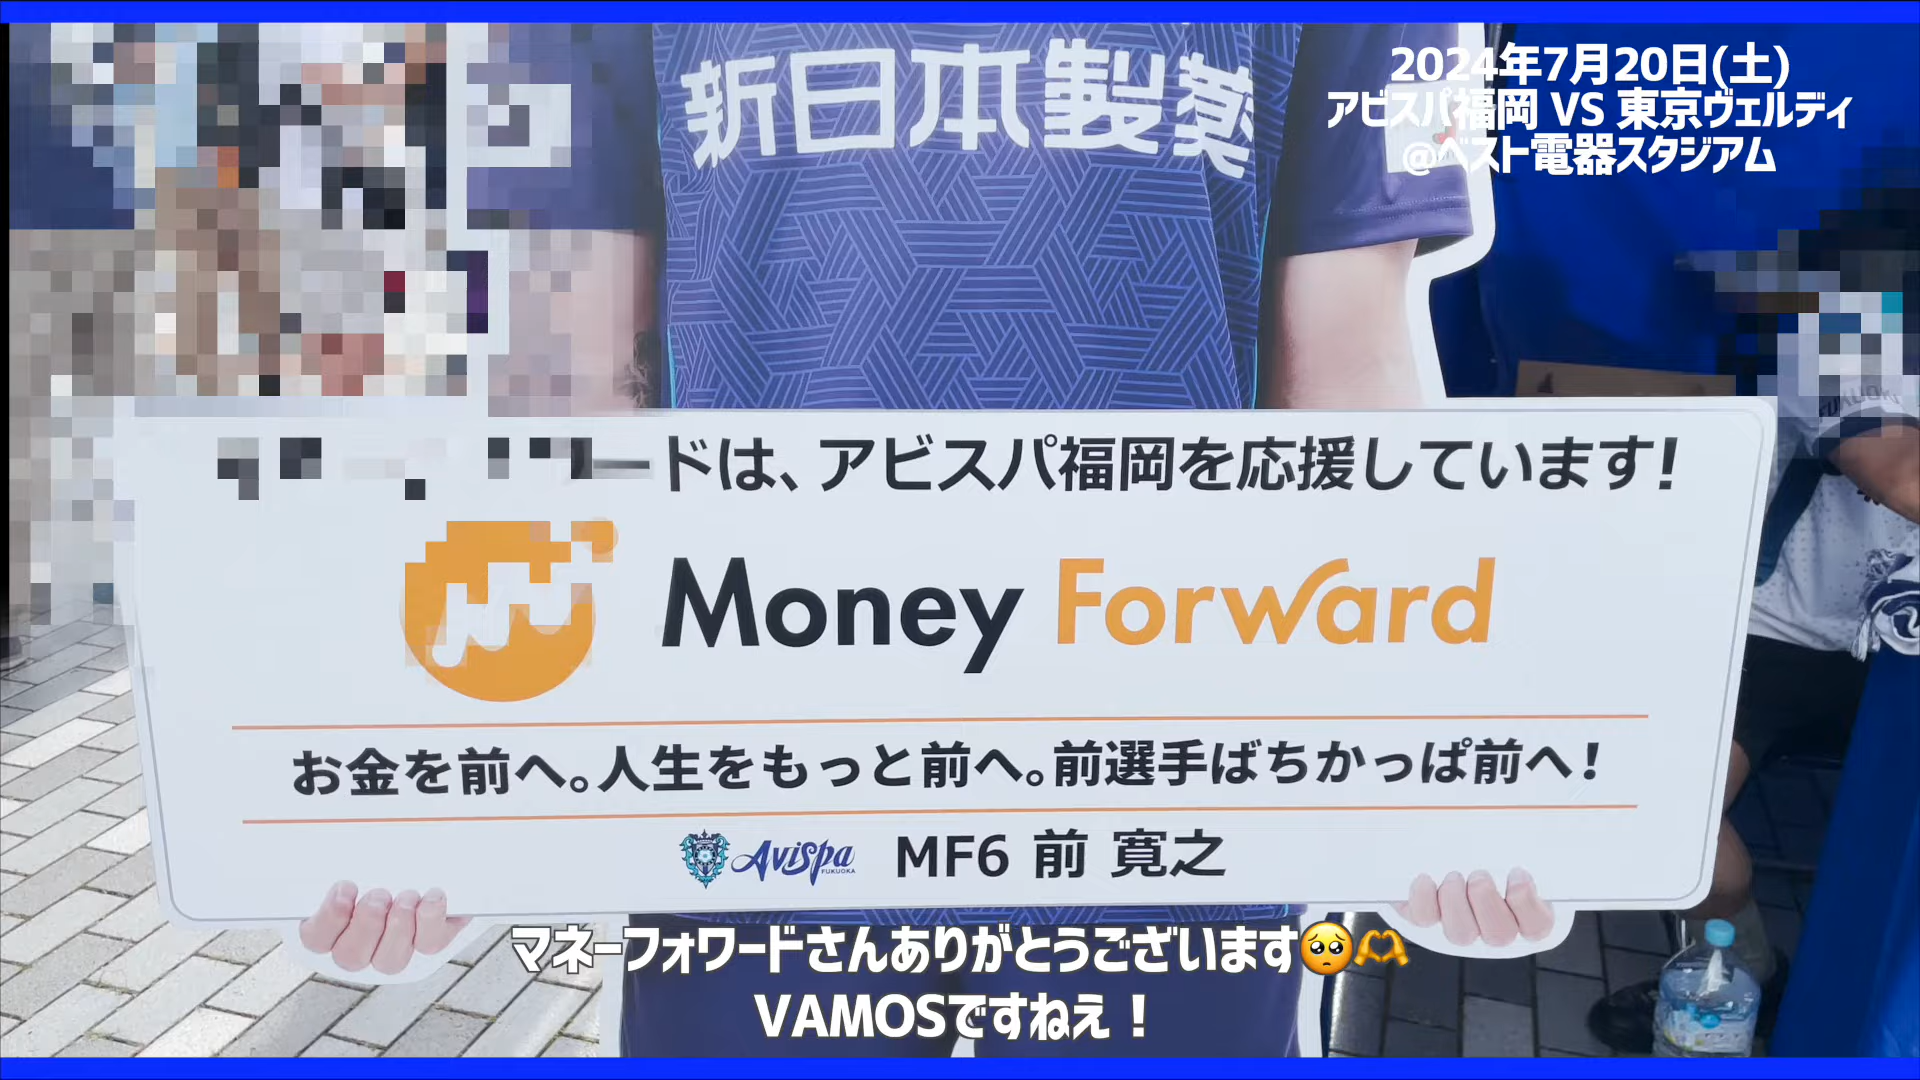 新日本製薬
2024年7月20日(土)
アビスパ福岡 VS 東京ヴェルディ
@ベスト電器スタジアム
ードは、アビスパ福岡を応援しています!
Money Forward
お金を前へ。人生をもっと前へ。前選手ばちかっぱ前へ!
Avispa
FUKUOKA
MF6 前 寛之
マネーフォワードさんありがとうございます🥺🫶
VAMOSですねえ！